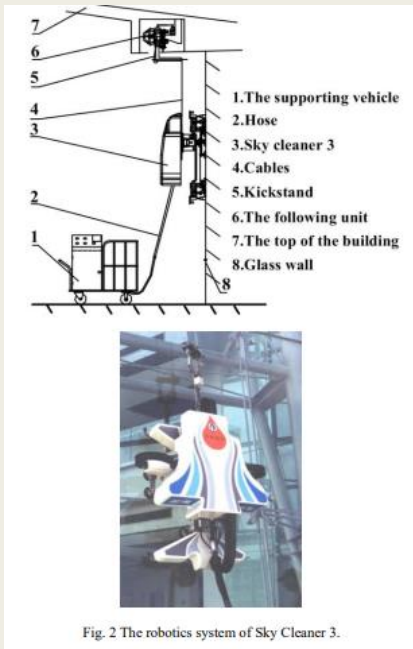 7
6
5
4
3
2
1
8
1.The supporting vehicle
2.Hose
3.Sky cleaner 3
4.Cables
5.Kickstand
6.The following unit
7.The top of the building
8.Glass wall
Fig. 2 The robotics system of Sky Cleaner 3.